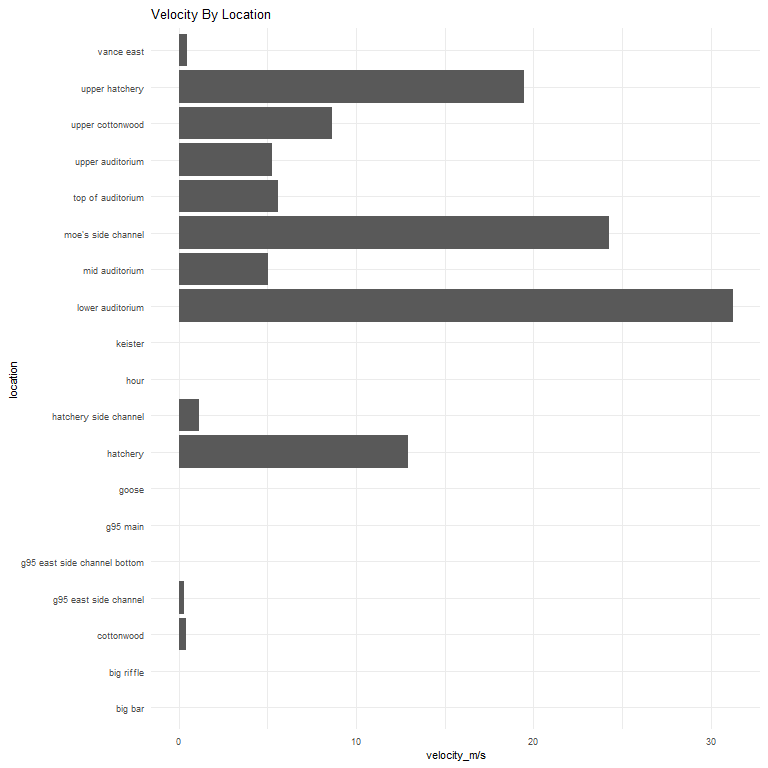 Velocity By Location
vance east
upper hatchery
upper cottonwood
upper auditorium
top of auditorium
moe's side channel
mid auditorium
lower auditorium
keister
hour
hatchery side channel
hatchery
goose
g95 main
g95 east side channel bottom
g95 east side channel
cottonwood
big riffle
big bar
location
0 10 20 30
velocity_m/s